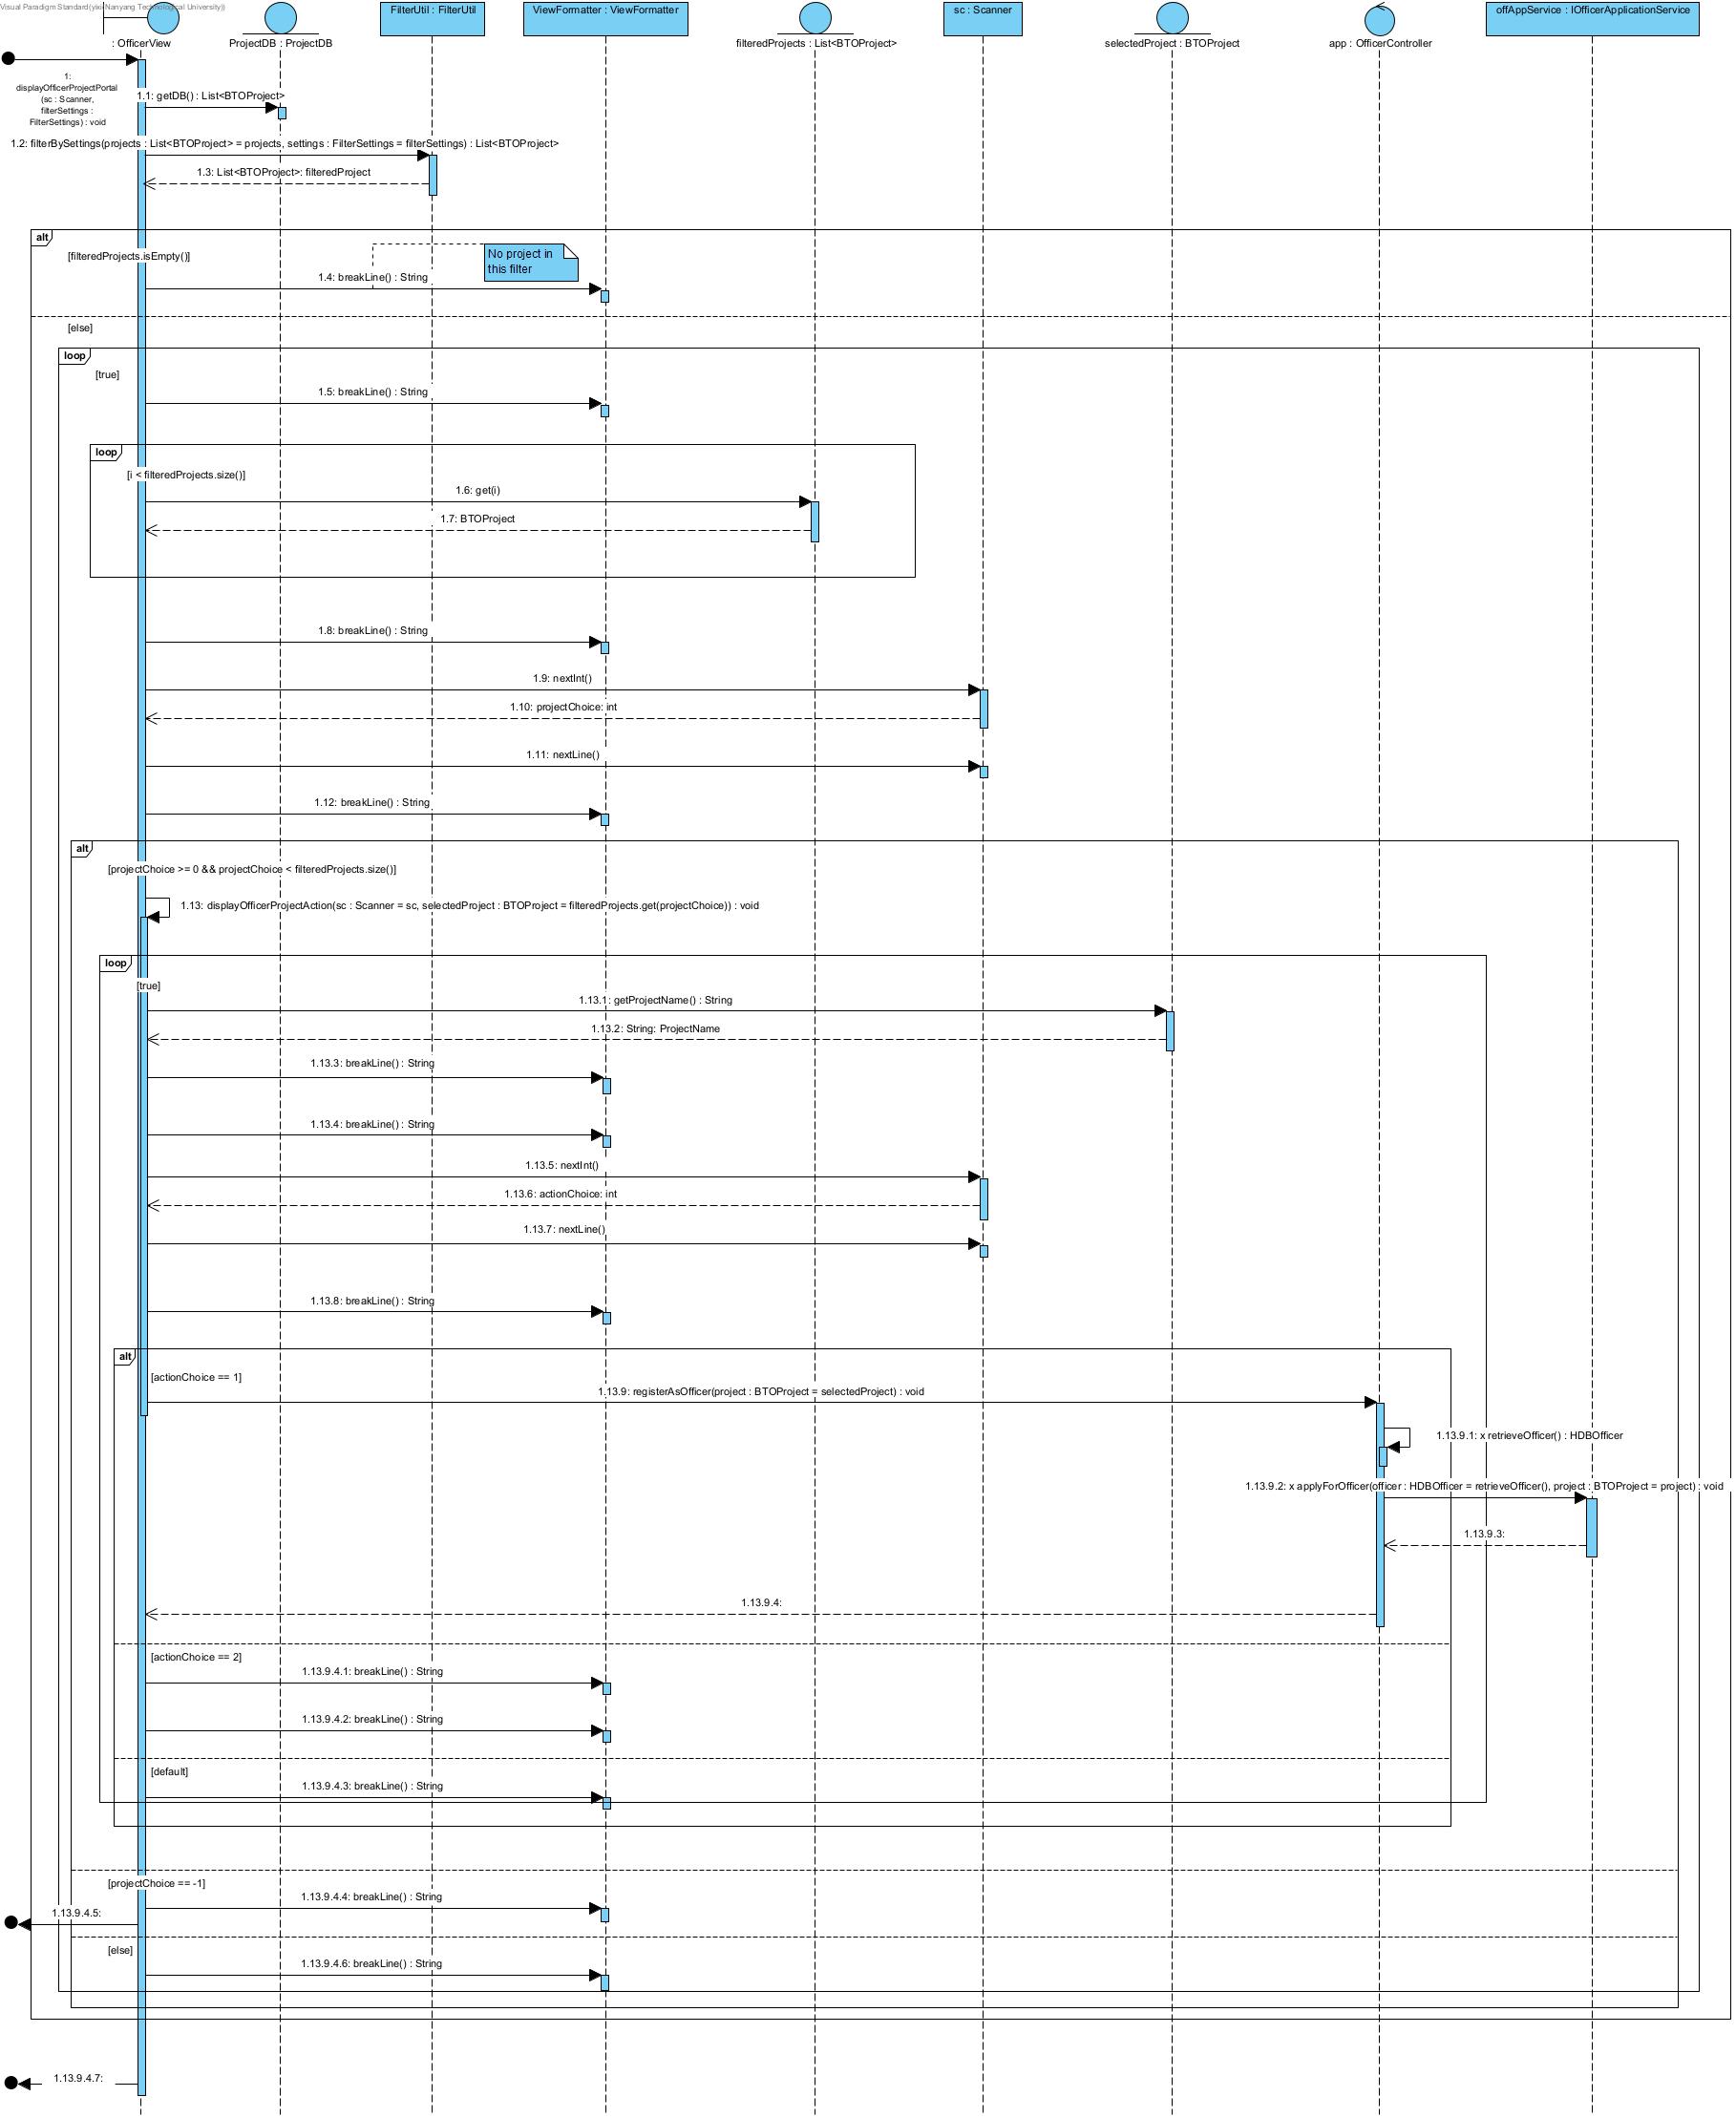 Visual Paradigm Standard(yixi(Nanyang Technological University))
: OfficerView
ProjectDB : ProjectDB
FilterUtil : FilterUtil
ViewFormatter : ViewFormatter
filteredProjects : List<BTOProject>
sc : Scanner
selectedProject : BTOProject
app : OfficerController
offAppService : IOfficerApplicationService
1:
displayOfficerProjectPortal
(sc : Scanner,
filterSettings :
FilterSettings) : void
1.1: getDB() : List<BTOProject>
1.2: filterBySettings(projects : List<BTOProject> = projects, settings : FilterSettings = filterSettings) : List<BTOProject>
1.3: List<BTOProject>: filteredProject
alt
[filteredProjects.isEmpty()]
No project in
this filter
1.4: breakLine() : String
[else]
loop
[true]
1.5: breakLine() : String
loop
[i < filteredProjects.size()]
1.6: get(i)
1.7: BTOProject
1.8: breakLine() : String
1.9: nextInt()
1.10: projectChoice: int
1.11: nextLine()
1.12: breakLine() : String
alt
[projectChoice >= 0 && projectChoice < filteredProjects.size()]
1.13: displayOfficerProjectAction(sc : Scanner = sc, selectedProject : BTOProject = filteredProjects.get(projectChoice)) : void
loop
[true]
1.13.1: getProjectName() : String
1.13.2: String: ProjectName
1.13.3: breakLine() : String
1.13.4: breakLine() : String
1.13.5: nextInt()
1.13.6: actionChoice: int
1.13.7: nextLine()
1.13.8: breakLine() : String
alt
[actionChoice == 1]
1.13.9: registerAsOfficer(project : BTOProject = selectedProject) : void
1.13.9.1: x retrieveOfficer() : HDBOfficer
1.13.9.2: x applyForOfficer(officer : HDBOfficer = retrieveOfficer(), project : BTOProject = project) : void
1.13.9.3:
1.13.9.4:
[actionChoice == 2]
1.13.9.4.1: breakLine() : String
1.13.9.4.2: breakLine() : String
[default]
1.13.9.4.3: breakLine() : String
[projectChoice == -1]
1.13.9.4.4: breakLine() : String
1.13.9.4.5:
[else]
1.13.9.4.6: breakLine() : String
1.13.9.4.7: